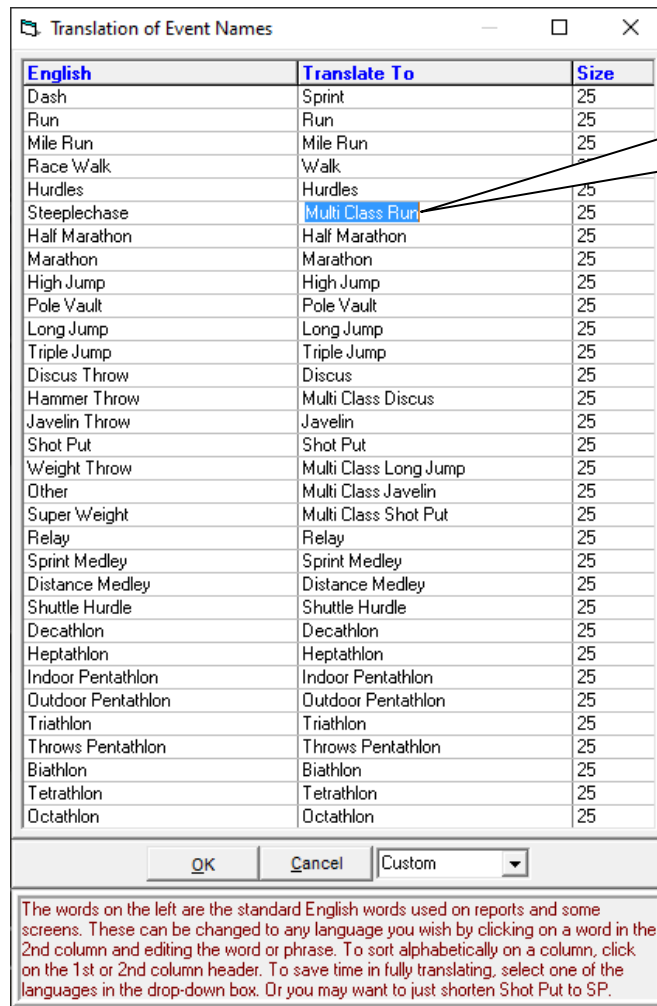 Translation of Event Names
English Translate To Size
Dash Sprint 25
Run Run 25
Mile Run Mile Run 25
Race Walk Walk 25
Hurdles Hurdles 25
Steeplechase Multi Class Run 25
Half Marathon Half Marathon 25
Marathon Marathon 25
High Jump High Jump 25
Pole Vault Pole Vault 25
Long Jump Long Jump 25
Triple Jump Triple Jump 25
Discus Throw Discus 25
Hammer Throw Multi Class Discus 25
Javelin Throw Javelin 25
Shot Put Shot Put 25
Weight Throw Multi Class Long Jump 25
Other Multi Class Javelin 25
Super Weight Multi Class Shot Put 25
Relay Relay 25
Sprint Medley Sprint Medley 25
Distance Medley Distance Medley 25
Shuttle Hurdle Shuttle Hurdle 25
Decathlon Decathlon 25
Heptathlon Heptathlon 25
Indoor Pentathlon Indoor Pentathlon 25
Outdoor Pentathlon Outdoor Pentathlon 25
Triathlon Triathlon 25
Throws Pentathlon Throws Pentathlon 25
Biathlon Biathlon 25
Tetrathlon Tetrathlon 25
Octathlon Octathlon 25
OK Cancel Custom
The words on the left are the standard English words used on reports and some
screens. These can be changed to any language you wish by clicking on a word in the
2nd column and editing the word or phrase. To sort alphabetically on a column, click
on the 1st or 2nd column header. To save time in fully translating, select one of the
languages in the drop-down box. Or you may want to just shorten Shot Put to SP.